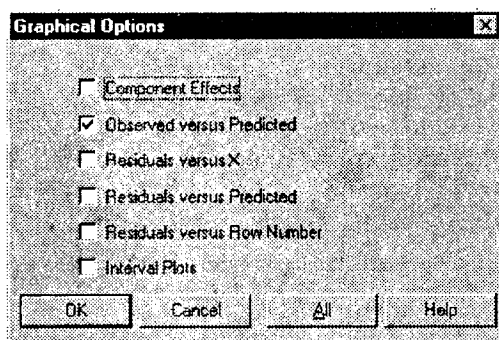 Graphical Options
Component Effects
Observed versus Predicted
Residuals versus X
Residuals versus Predicted
Residuals versus Row Number
Interval Plots
OK Cancel All Help